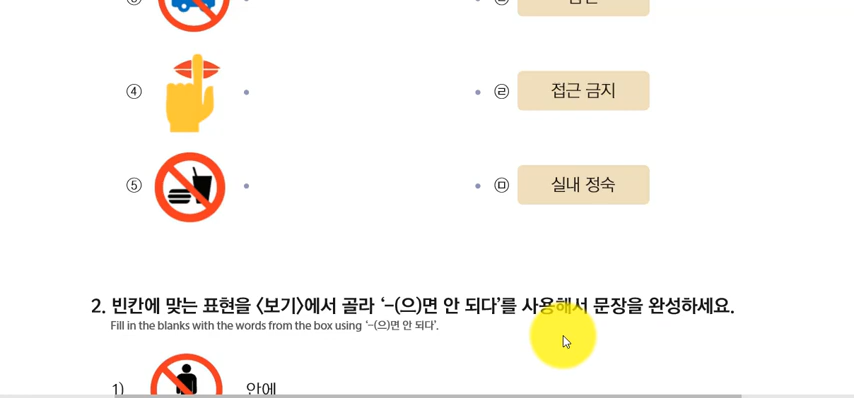 ④ ㉣ 접근 금지
⑤ ㉤ 실내 정숙
2. 빈칸에 맞는 표현을 〈보기〉에서 골라 ‘-(으)면 안 되다’를 사용해서 문장을 완성하세요.
Fill in the blanks with the words from the box using ‘-(으)면 안 되다’.
1) 안에